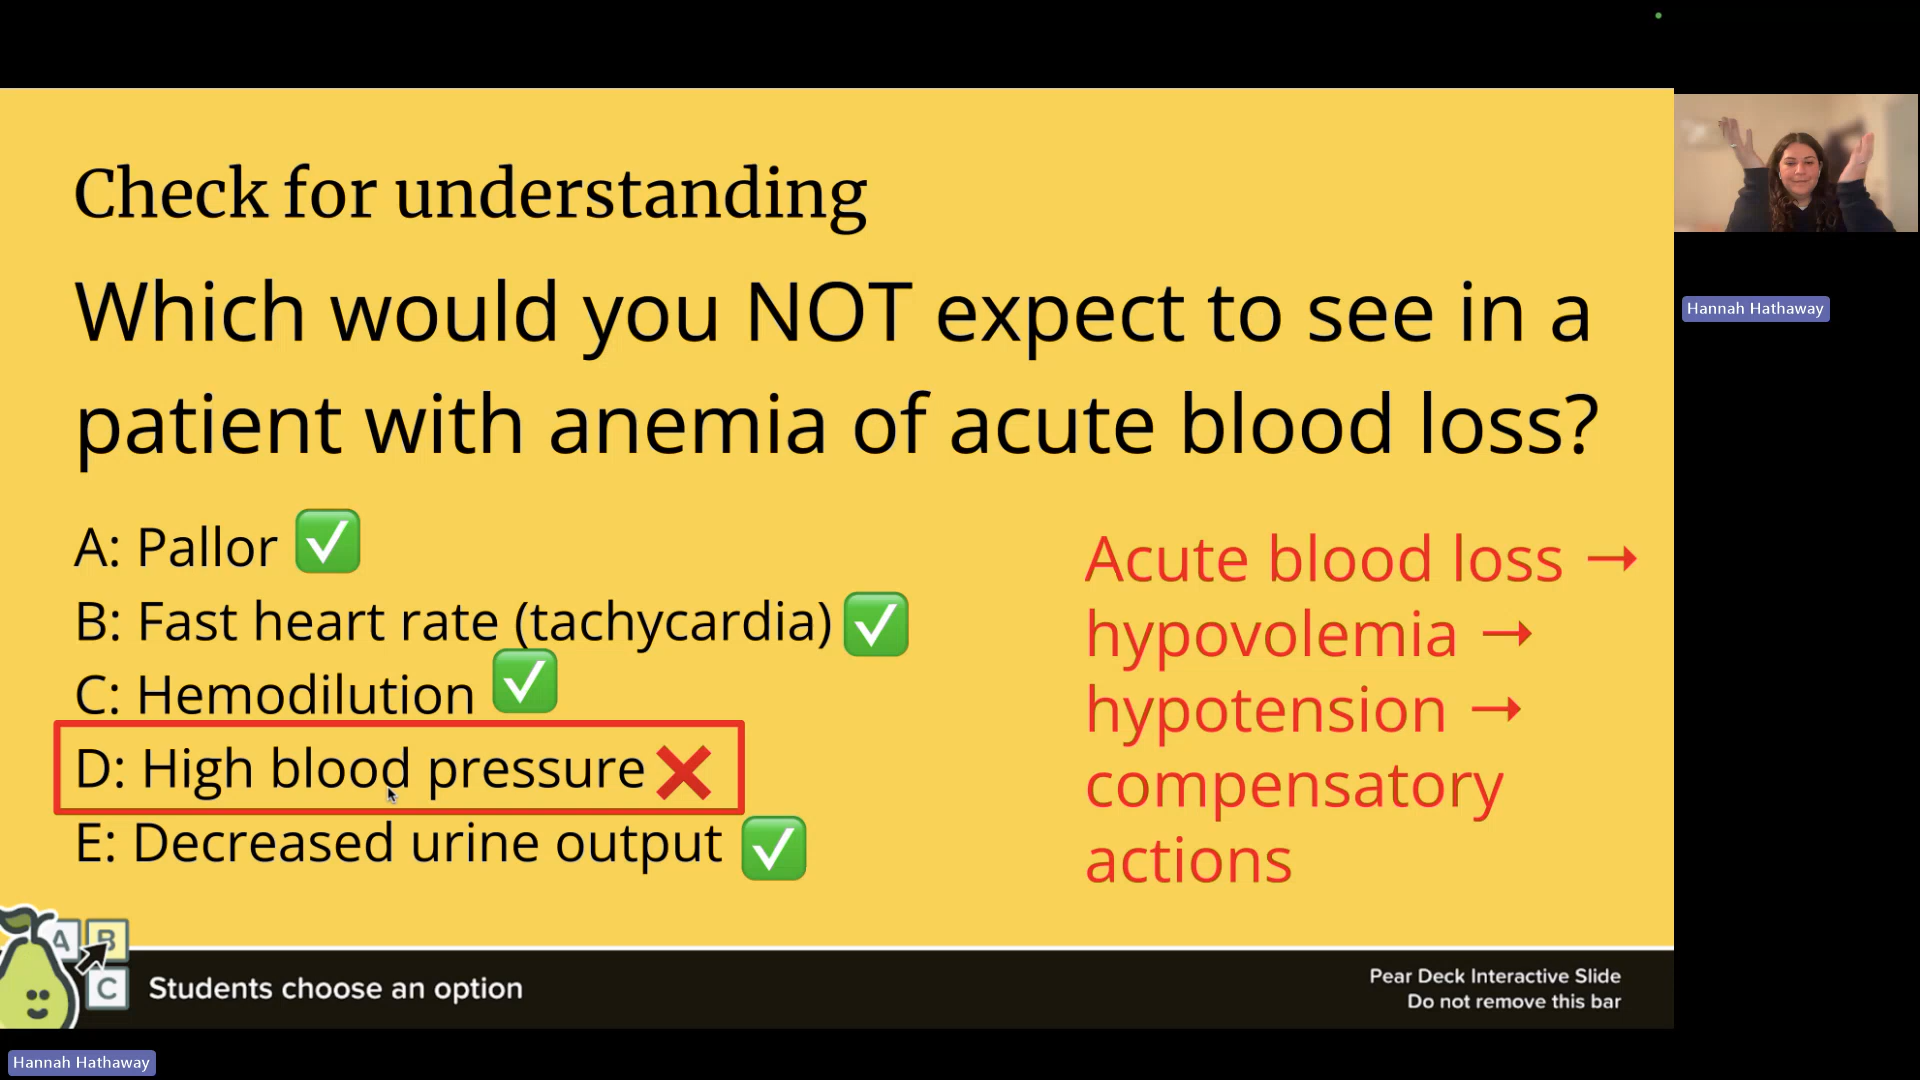 Check for understanding
Which would you NOT expect to see in a
patient with anemia of acute blood loss?
A: Pallor ✅
B: Fast heart rate (tachycardia) ✅
C: Hemodilution ✅
D: High blood pressure ❌
E: Decreased urine output ✅
Acute blood loss →
hypovolemia →
hypotension →
compensatory
actions
A B
C
Students choose an option
Pear Deck Interactive Slide
Do not remove this bar
Hannah Hathaway
Hannah Hathaway